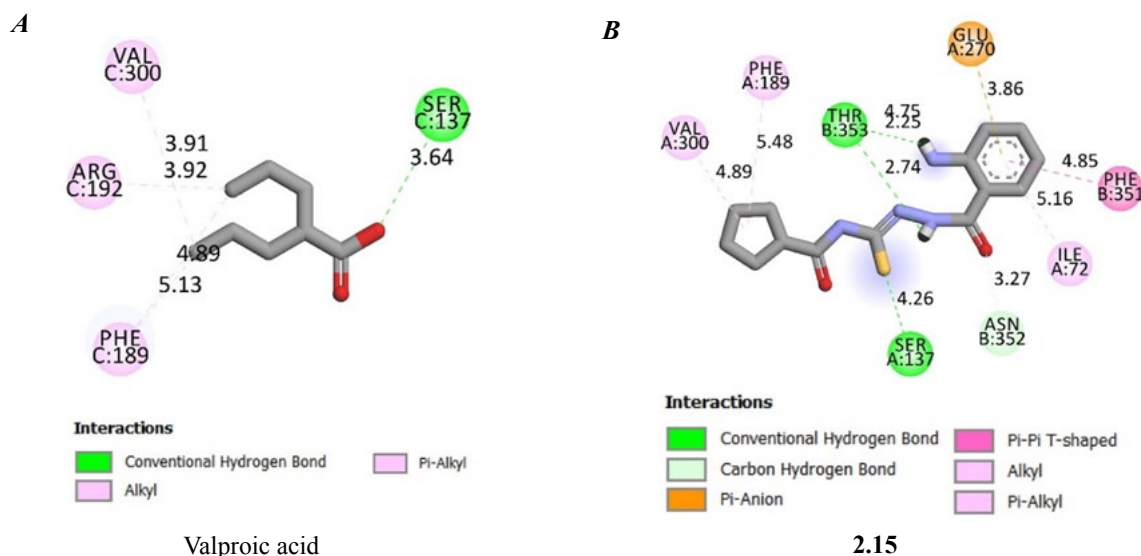 A
VAL
C:300
SER
C:137
3.64
3.91
3.92
ARG
C:192
4.89
5.13
PHE
C:189
Interactions
Conventional Hydrogen Bond
Pi-Alkyl
Alkyl
Valproic acid
B
GLU
A:270
PHE
A:189
3.86
THR
B:353
4.75
2.25
VAL
A:300
5.48
2.74
4.85
PHE
B:351
4.89
5.16
ILE
A:72
3.27
4.26
ASN
B:352
SER
A:137
Interactions
Conventional Hydrogen Bond
Pi-Pi T-shaped
Carbon Hydrogen Bond
Alkyl
Pi-Anion
Pi-Alkyl
2.15